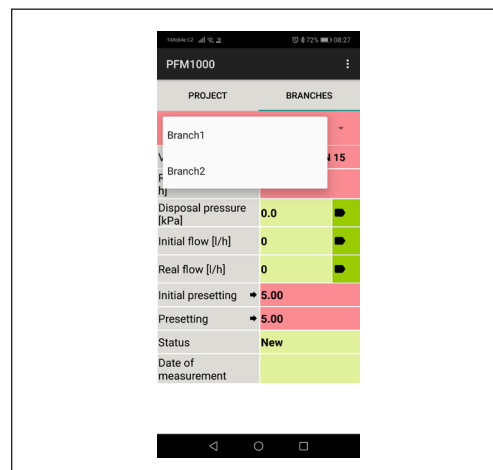 T-Mobile CZ 72% 08:27
PFM1000
PROJECT BRANCHES
Branch1
V N 15
Branch2
R
h]
Disposal pressure
[kPa] 0.0
Initial flow [l/h] 0
Real flow [l/h] 0
Initial presetting 5.00
Presetting 5.00
Status New
Date of
measurement